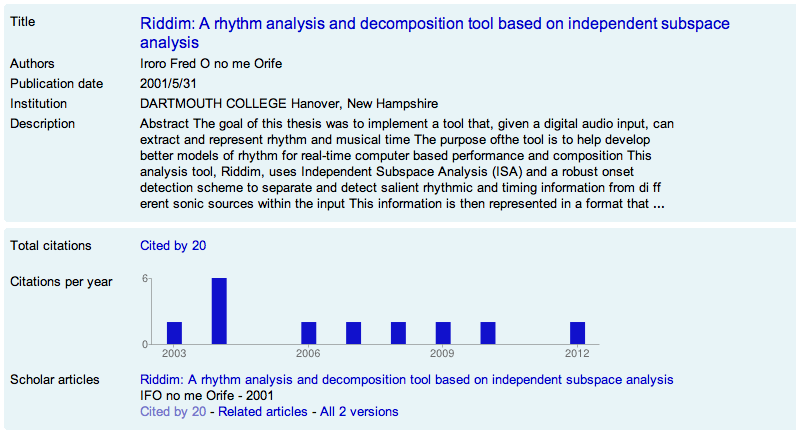 Title Riddim: A rhythm analysis and decomposition tool based on independent subspace
analysis
Authors Iroro Fred O no me Orife
Publication date 2001/5/31
Institution DARTMOUTH COLLEGE Hanover, New Hampshire
Description Abstract The goal of this thesis was to implement a tool that, given a digital audio input, can
extract and represent rhythm and musical time The purpose ofthe tool is to help develop
better models of rhythm for real-time computer based performance and composition This
analysis tool, Riddim, uses Independent Subspace Analysis (ISA) and a robust onset
detection scheme to separate and detect salient rhythmic and timing information from di ff
erent sonic sources within the input This information is then represented in a format that ...
Total citations Cited by 20
Citations per year
6
0
2003 2006 2009 2012
Scholar articles Riddim: A rhythm analysis and decomposition tool based on independent subspace analysis
IFO no me Orife - 2001
Cited by 20 - Related articles - All 2 versions